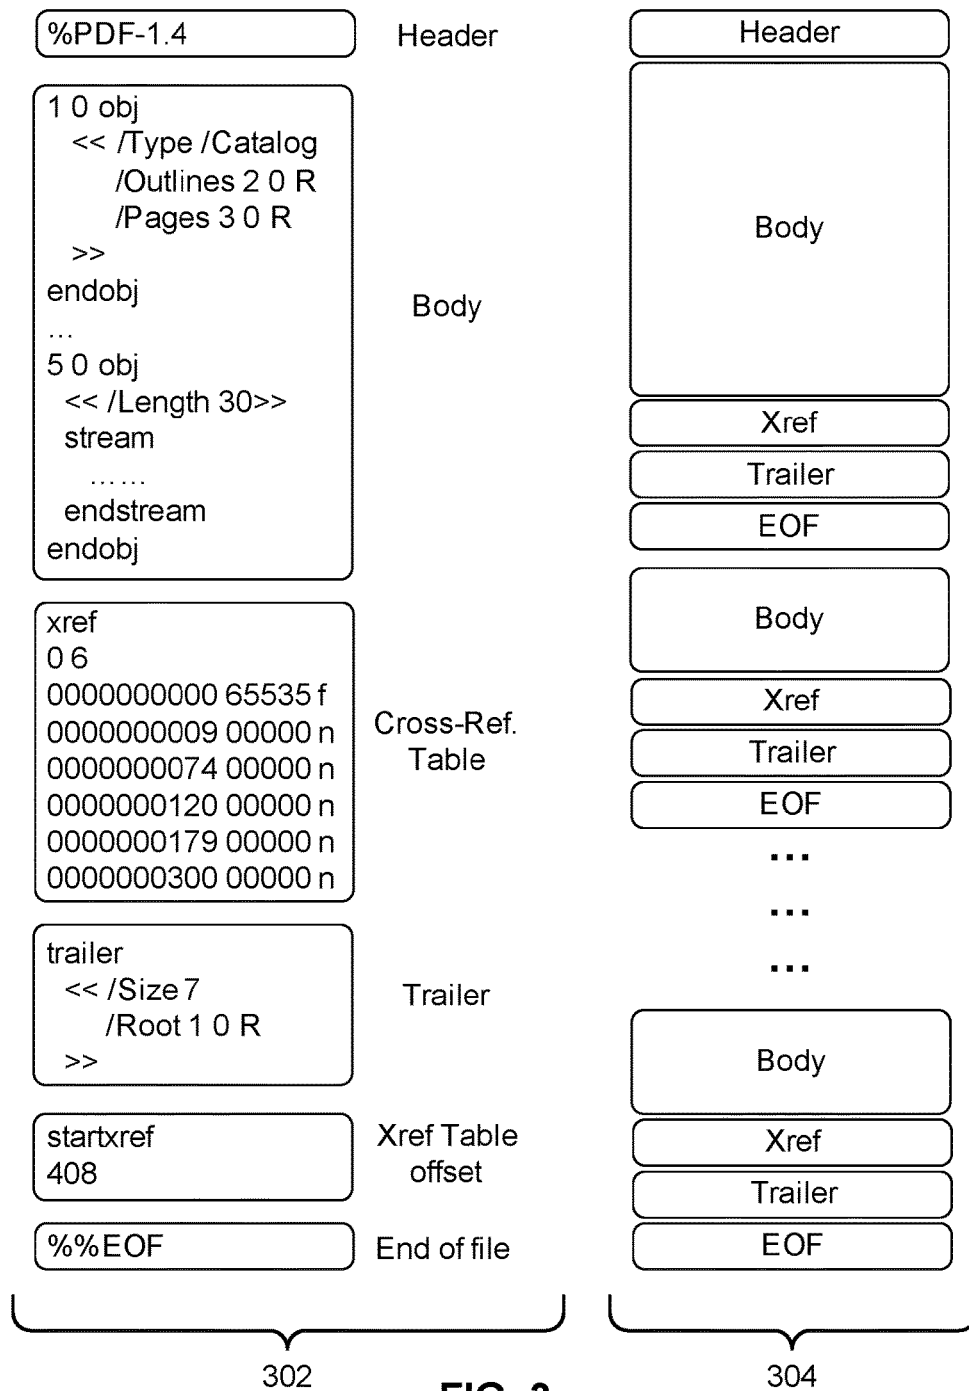 %PDF-1.4
Header
1 0 obj
<< /Type /Catalog
/Outlines 2 0 R
/Pages 3 0 R
>>
endobj
...
5 0 obj
<< /Length 30>>
stream
......
endstream
endobj
Body
xref
0 6
0000000000 65535 f
0000000009 00000 n
0000000074 00000 n
0000000120 00000 n
0000000179 00000 n
0000000300 00000 n
Cross-Ref.
Table
trailer
<< /Size 7
/Root 1 0 R
>>
Trailer
startxref
408
Xref Table
offset
%%EOF
End of file
302
Header
Body
Xref
Trailer
EOF
Body
Xref
Trailer
EOF
...
...
...
Body
Xref
Trailer
EOF
304